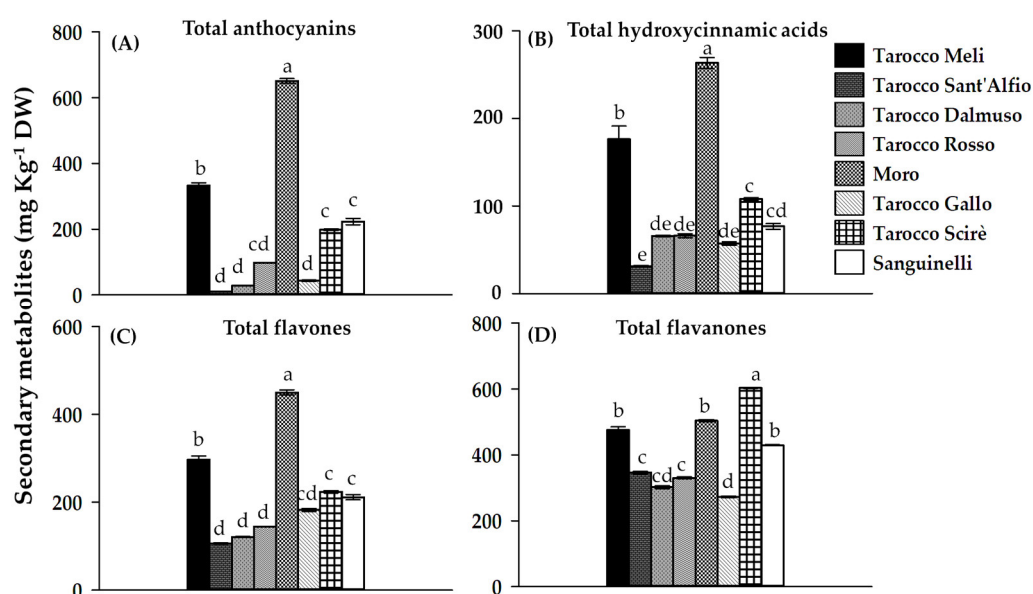 Secondary metabolites (mg Kg⁻¹ DW)
(A)
Total anthocyanins
800
600
400
200
0
b
d
d
cd
a
d
c
c
(B)
Total hydroxycinnamic acids
300
200
100
0
b
e
de
de
a
de
c
cd
Tarocco Meli
Tarocco Sant'Alfio
Tarocco Dalmuso
Tarocco Rosso
Moro
Tarocco Gallo
Tarocco Scirè
Sanguinelli
(C)
Total flavones
600
400
200
0
b
d
d
d
a
cd
c
c
(D)
Total flavanones
800
600
400
200
0
b
c
cd
c
b
d
a
b